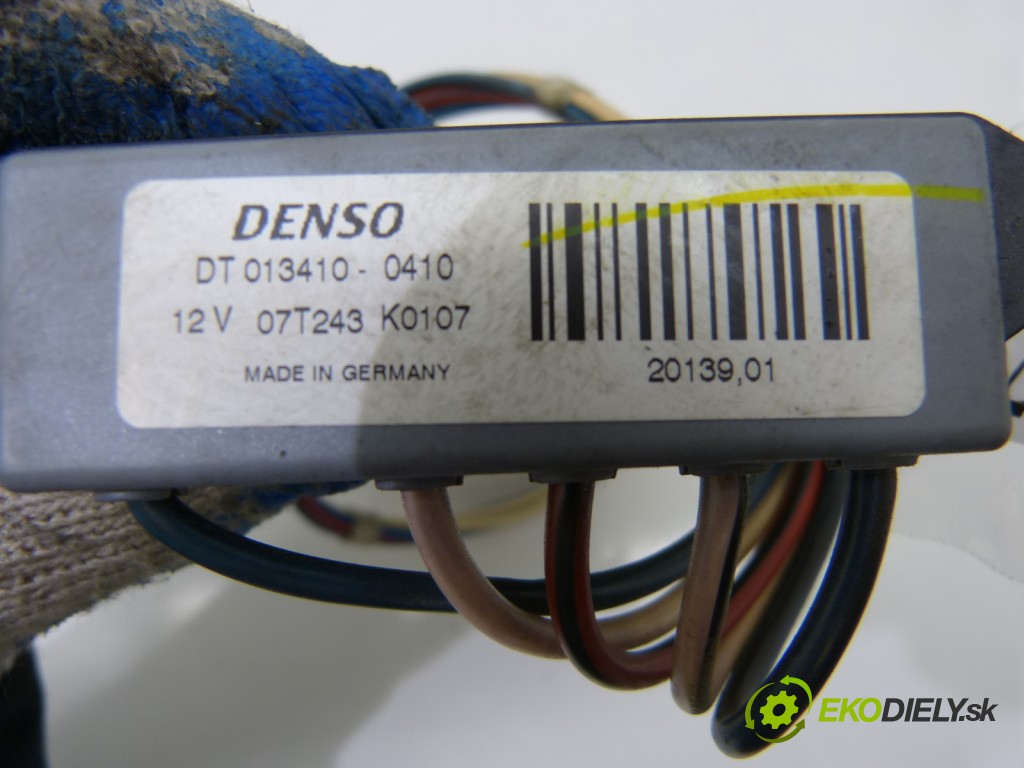 DENSO
DT 013410 - 0410
12 V 07T243 K0107
MADE IN GERMANY
20139,01
EKODIELY.sk